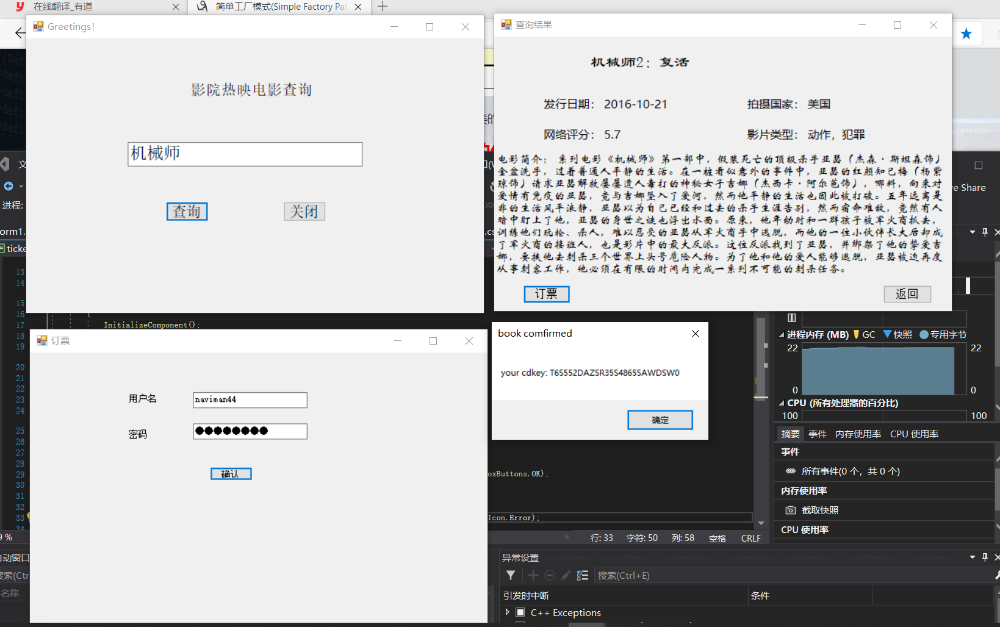 在线翻译_有道
简单工厂模式(Simple Factory Pat
Greetings!
影院热映电影查询
机械师
查询
关闭
查询结果
机械师2：复活
发行日期： 2016-10-21
拍摄国家： 美国
网络评分： 5.7
影片类型： 动作，犯罪
电影简介： 系列电影《机械师》第一部中，假装死亡的顶级杀手亚瑟（杰森·斯坦森饰）
金盆洗手，过着普通人平静的生活。在一桩看似意外的事件中，亚瑟的红颜知己梅（杨紫
琼饰）请求亚瑟解救屡屡遭人毒打的神秘女子吉娜（杰西卡·阿尔芭饰），哪料，向来对
爱情有免疫的亚瑟，竟与吉娜坠入了爱河，然而他平静的生活也因此被打破。五年远离是
非的生活风平浪静，亚瑟以为自己已经和过去的杀手生涯告别，然而宿命难敌，竟然有人
暗中盯上了他，亚瑟的身世之谜也浮出水面。原来，他年幼时和一群孩子被军火商抓去，
训练他们玩枪、杀人，难以忍受的亚瑟从军火商手中逃脱，而他的一位小伙伴长大后却成
了军火商的接班人，也是影片中的最大反派。这位反派找到了亚瑟，并绑架了他的挚爱吉
娜，要挟他去刺杀三个世界上头号危险人物。为了他和他的爱人能够逃脱，亚瑟被迫再度
从事刺客工作，他必须在有限的时间内完成一系列不可能的刺杀任务。
订票
返回
文
进程:
ve Share
orm1.
.cs
ticke
13
14
15
16
17 InitializeComponent();
18
19
20
21
22
23
24
25
26
27
28
29 oxButtons.OK);
30
31
32
33 Icon.Error);
34
订票
用户名 naviman44
密码 ●●●●●●●●
确认
book comfirmed
your cdkey: T6S552DAZSR35S4865SAWDSW0
确定
进程内存 (MB) GC 快照 专用字节
22 22
0 0
CPU (所有处理器的百分比)
100 100
摘要 事件 内存使用率 CPU 使用率
事件
所有事件(0 个，共 0 个)
内存使用率
截取快照
CPU 使用率
行: 33 字符: 50 列: 58 空格 CRLF
自动窗口
搜索(Ctr
名称
异常设置
搜索(Ctrl+E)
引发时中断 条件
C++ Exceptions